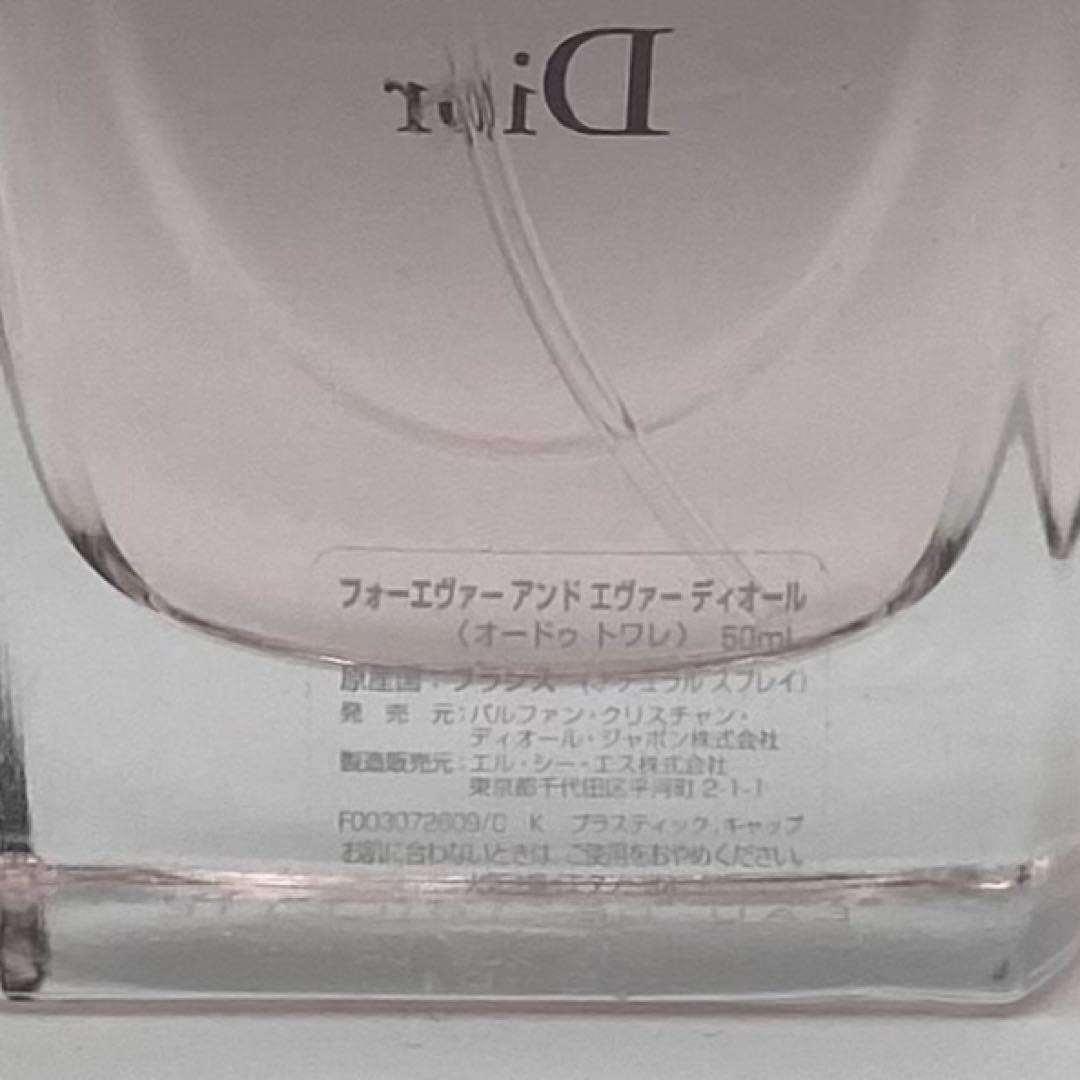 Dior
フォーエヴァー アンド エヴァー ディオール
（オードゥ トワレ） 50mL
原産国：フランス （ナチュラル スプレイ）
発 売 元：パルファン・クリスチャン・
ディオール・ジャポン株式会社
製造販売元：エル・シー・エス株式会社
東京都千代田区平河町 2-1-1
K プラスティック：キャップ
お肌に合わないときは、ご使用をおやめください。